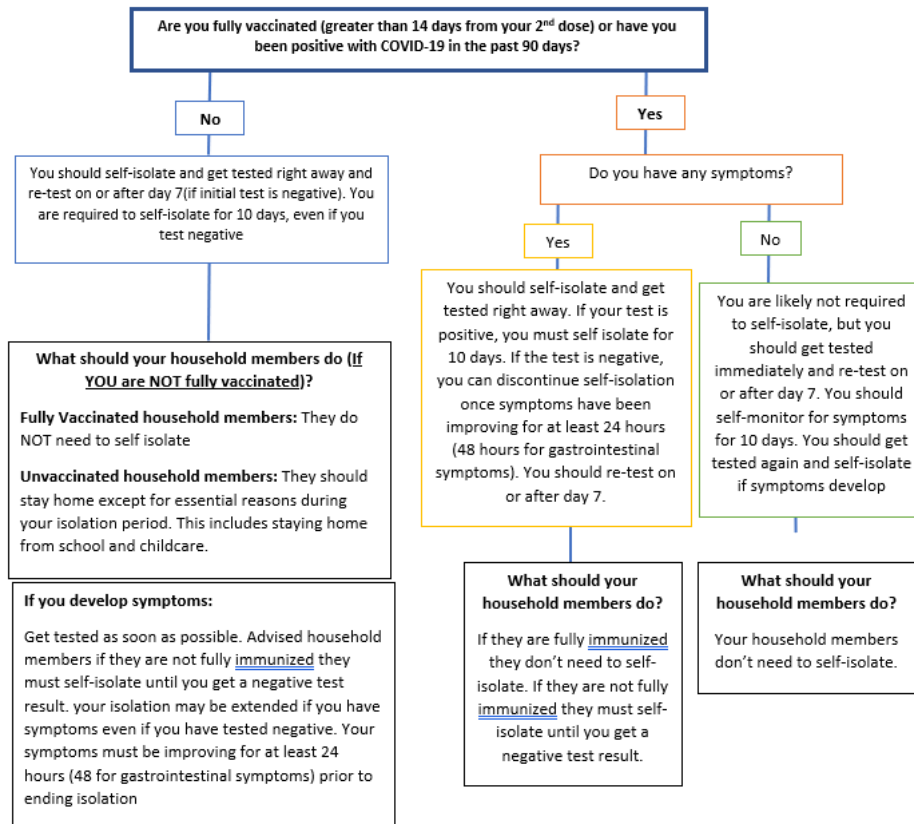 Are you fully vaccinated (greater than 14 days from your 2nd dose) or have you
been positive with COVID-19 in the past 90 days?
No
Yes
You should self-isolate and get tested right away and
re-test on or after day 7(if initial test is negative). You
are required to self-isolate for 10 days, even if you
test negative
Do you have any symptoms?
Yes
No
You should self-isolate and get
tested right away. If your test is
positive, you must self isolate for
10 days. If the test is negative,
you can discontinue self-isolation
once symptoms have been
improving for at least 24 hours
(48 hours for gastrointestinal
symptoms). You should re-test on
or after day 7.
You are likely not required
to self-isolate, but you
should get tested
immediately and re-test on
or after day 7. You should
self-monitor for symptoms
for 10 days. You should get
tested again and self-isolate
if symptoms develop
What should your household members do (If
YOU are NOT fully vaccinated)?
Fully Vaccinated household members: They do
NOT need to self isolate
Unvaccinated household members: They should
stay home except for essential reasons during
your isolation period. This includes staying home
from school and childcare.
If you develop symptoms:
Get tested as soon as possible. Advised household
members if they are not fully immunized they
must self-isolate until you get a negative test
result. your isolation may be extended if you have
symptoms even if you have tested negative. Your
symptoms must be improving for at least 24
hours (48 for gastrointestinal symptoms) prior to
ending isolation
What should your
household members do?
If they are fully immunized
they don't need to self-
isolate. If they are not fully
immunized they must self-
isolate until you get a
negative test result.
What should your
household members do?
Your household members
don't need to self-isolate.